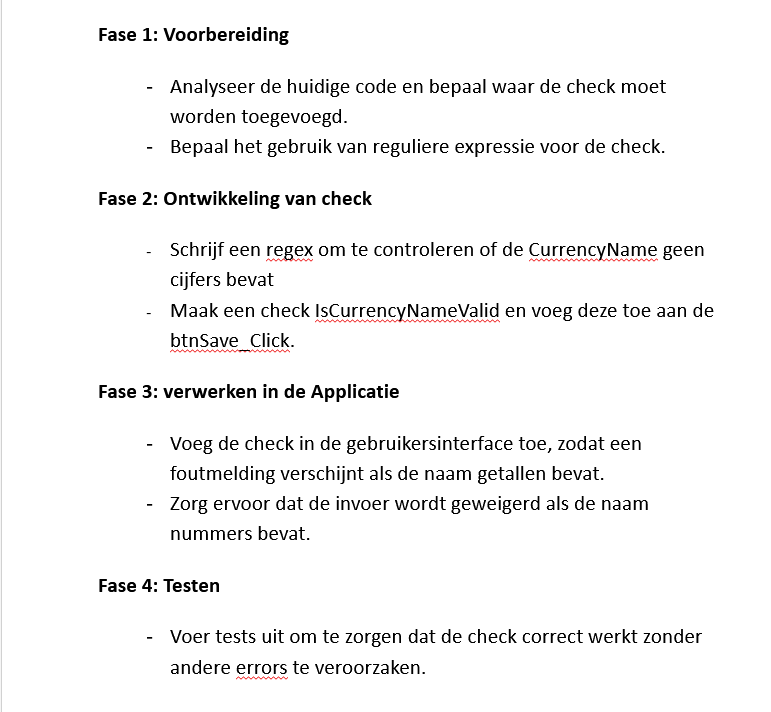 Fase 1: Voorbereiding
- Analyseer de huidige code en bepaal waar de check moet
worden toegevoegd.
- Bepaal het gebruik van reguliere expressie voor de check.
Fase 2: Ontwikkeling van check
- Schrijf een regex om te controleren of de CurrencyName geen
cijfers bevat
- Maak een check IsCurrencyNameValid en voeg deze toe aan de
btnSave_Click.
Fase 3: verwerken in de Applicatie
- Voeg de check in de gebruikersinterface toe, zodat een
foutmelding verschijnt als de naam getallen bevat.
- Zorg ervoor dat de invoer wordt geweigerd als de naam
nummers bevat.
Fase 4: Testen
- Voer tests uit om te zorgen dat de check correct werkt zonder
andere errors te veroorzaken.